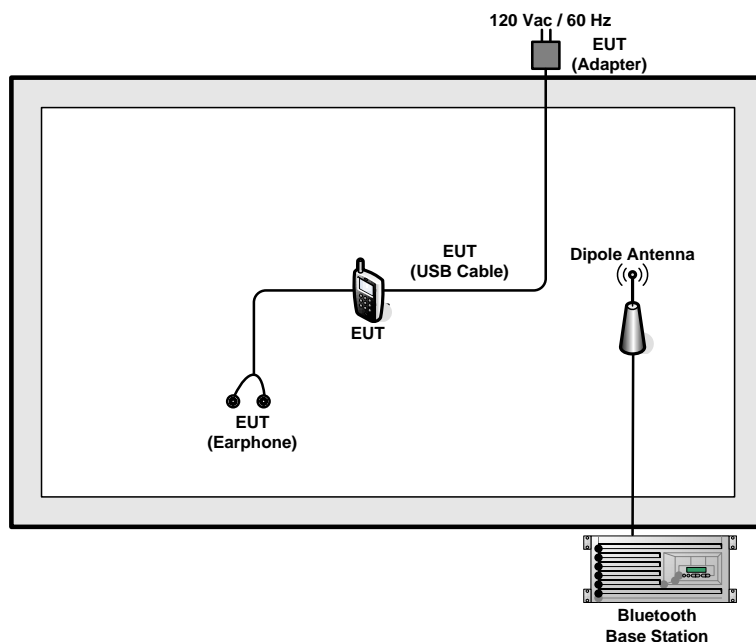 120 Vac / 60 Hz
EUT
(Adapter)
EUT
(USB Cable)
Dipole Antenna
EUT
EUT
(Earphone)
Bluetooth
Base Station